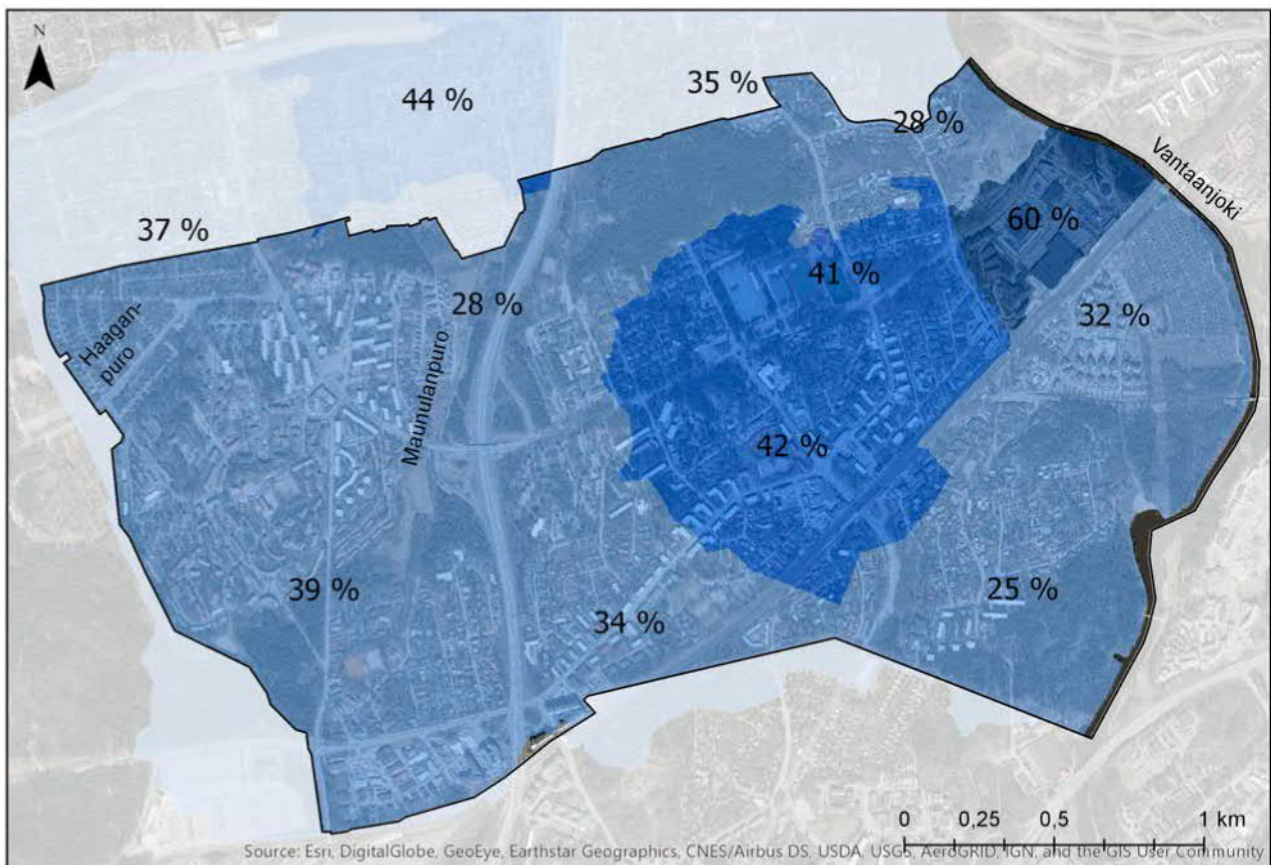 N
44 %
35 %
28 %
Vantaanjoki
60 %
37 %
41 %
28 %
32 %
Haagan-
puro
Maunulanpuro
42 %
39 %
34 %
25 %
0 0,25 0,5 1 km
Source: Esri, DigitalGlobe, GeoEye, Earthstar Geographics, CNES/Airbus DS, USDA, USGS, AeroGRID, IGN, and the GIS User Community